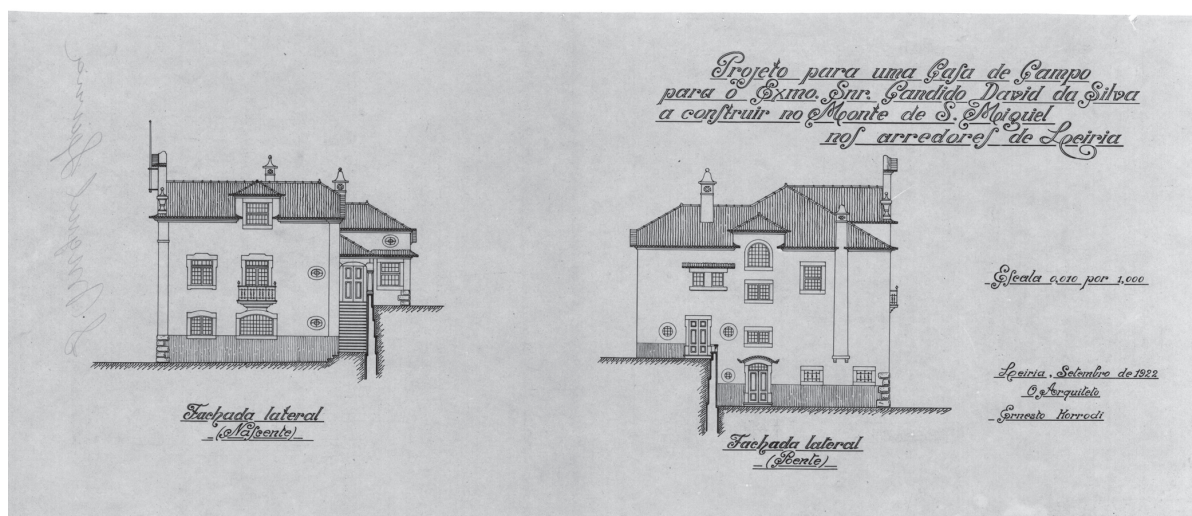 S. Miguel
Projeto para uma Casa de Campo
para o Exmo. Snr. Candido David da Silva
a construir no Monte de S. Miguel
nos arredores de Leiria
Fachada lateral
(Nascente)
Fachada lateral
(Poente)
Escala 0,010 por 1,000
Leiria, Setembro de 1922
O Arquiteto
Ernesto Korrodi